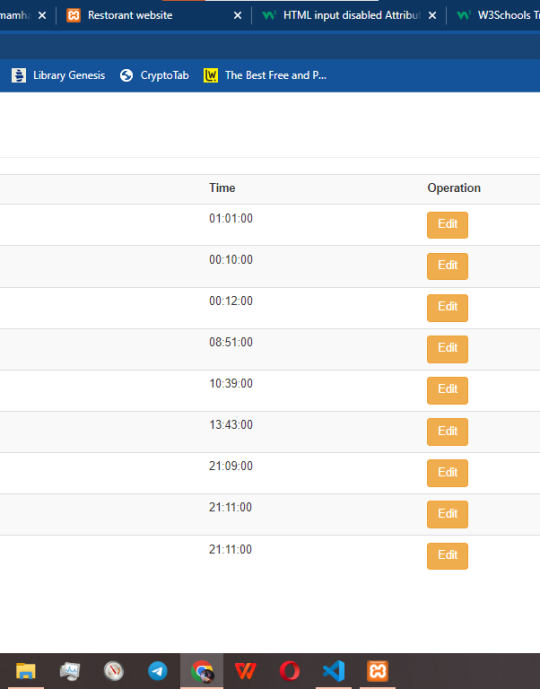 Restorant website
HTML input disabled Attribu
W3Schools
Library Genesis
CryptoTab
The Best Free and P...
Time Operation
01:01:00 Edit
00:10:00 Edit
00:12:00 Edit
08:51:00 Edit
10:39:00 Edit
13:43:00 Edit
21:09:00 Edit
21:11:00 Edit
21:11:00 Edit